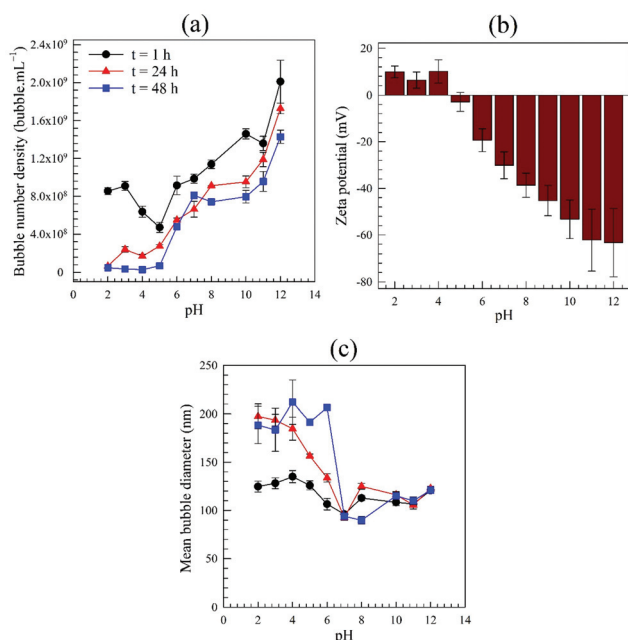 (a)
2.4x10⁹
2.0x10⁹
1.6x10⁹
1.2x10⁹
8.0x10⁸
4.0x10⁸
0
Bubble number density (bubble.mL⁻¹)
t = 1 h
t = 24 h
t = 48 h
0 2 4 6 8 10 12 14
pH
(b)
20
0
-20
-40
-60
-80
Zeta potential (mV)
2 4 6 8 10 12
pH
(c)
250
200
150
100
50
0
Mean bubble diameter (nm)
0 2 4 6 8 10 12 14
pH